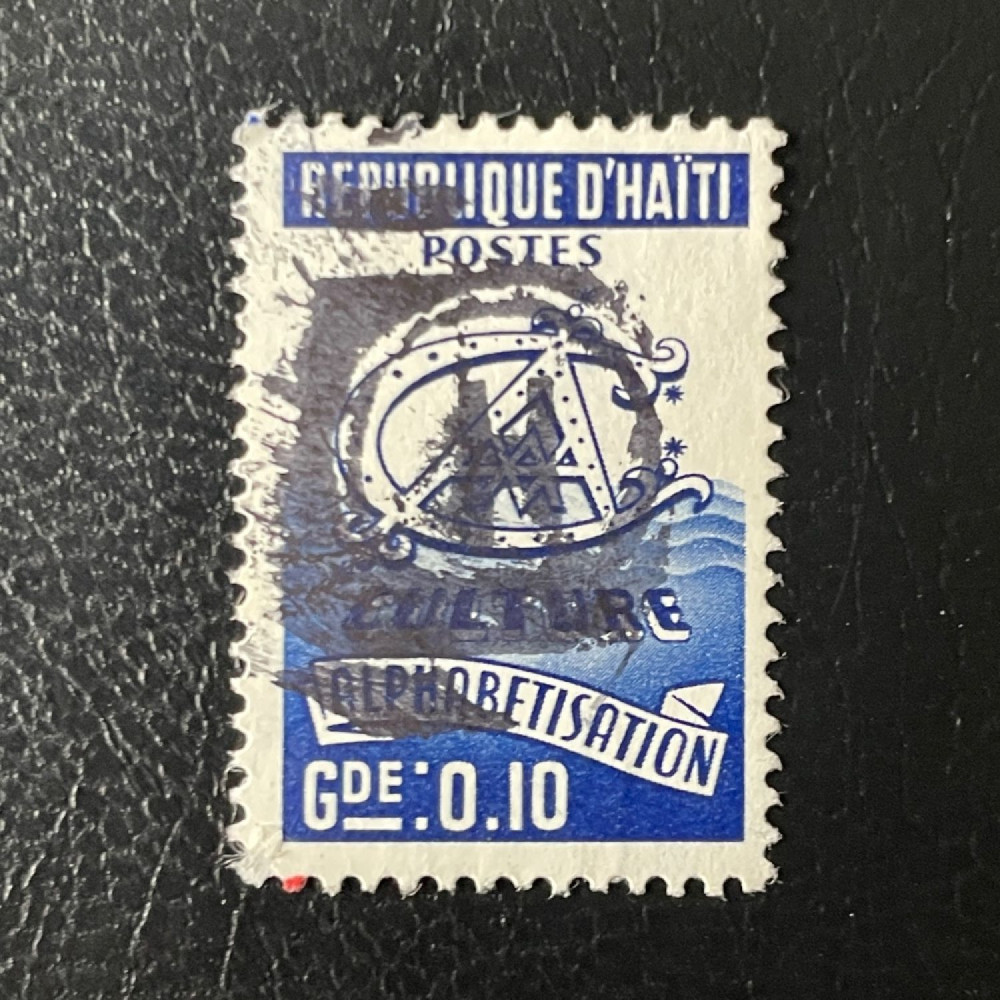 REPUBLIQUE D'HAÏTI
POSTES
CULTURE
ALPHABETISATION
GDE:0.10